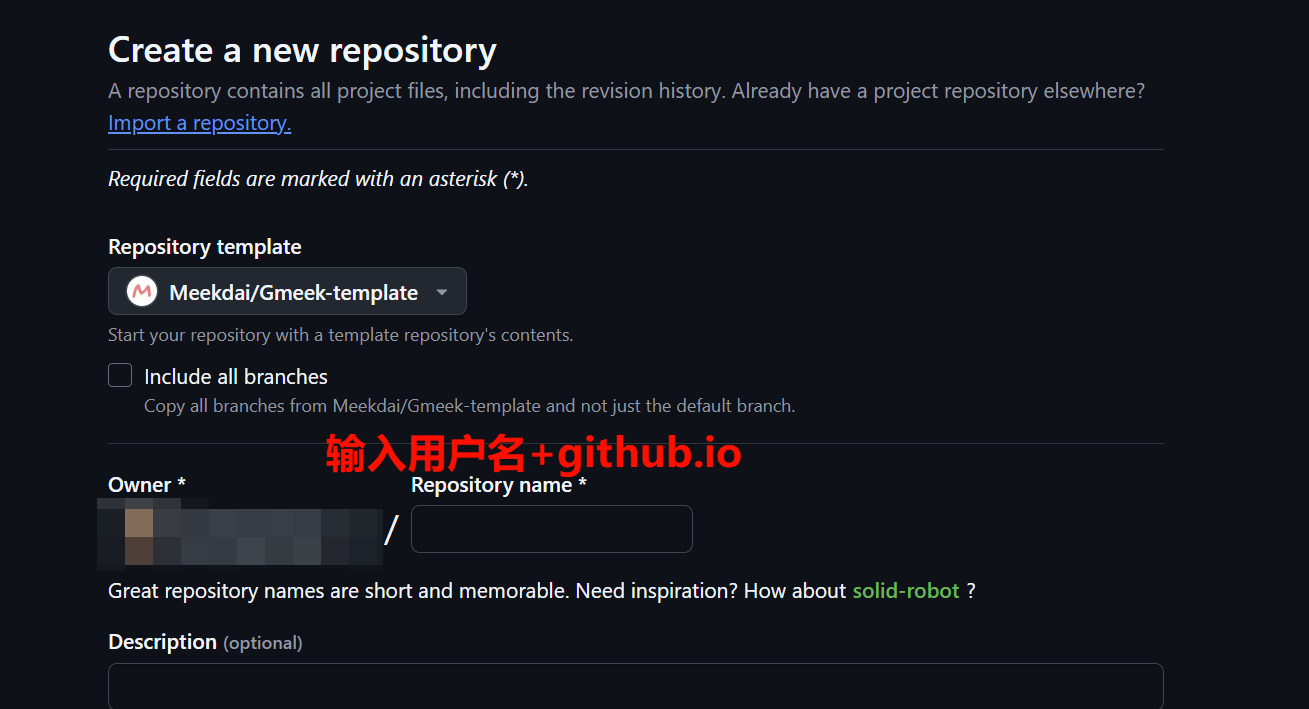 Create a new repository
A repository contains all project files, including the revision history. Already have a project repository elsewhere?
Import a repository.
Required fields are marked with an asterisk (*).
Repository template
Meekdai/Gmeek-template
Start your repository with a template repository's contents.
Include all branches
Copy all branches from Meekdai/Gmeek-template and not just the default branch.
输入用户名+github.io
Owner *
Repository name *
/
Great repository names are short and memorable. Need inspiration? How about solid-robot ?
Description (optional)